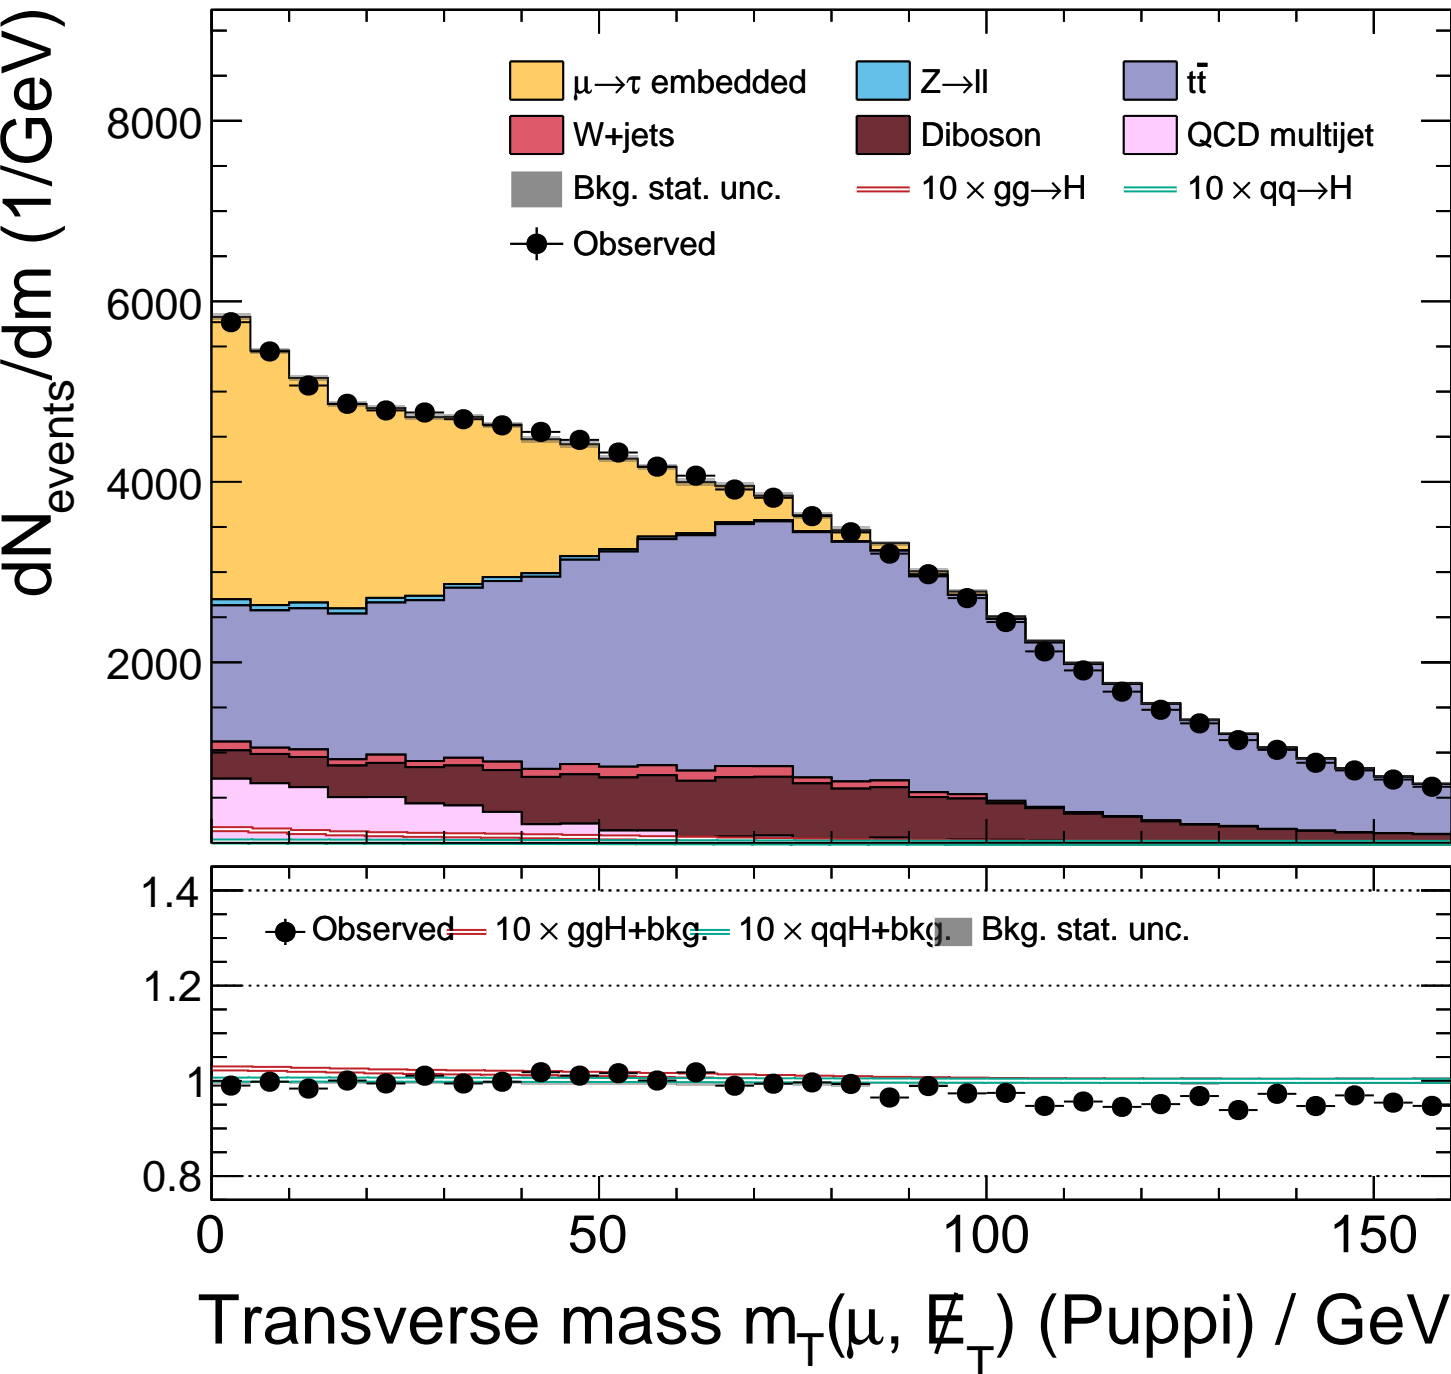 dN_events/dm (1/GeV)
μ→τ embedded Z→ll tt̄
W+jets Diboson QCD multijet
Bkg. stat. unc. 10 × gg→H 10 × qq→H
Observed
8000
6000
4000
2000
Observed 10 × ggH+bkg. 10 × qqH+bkg. Bkg. stat. unc.
1.4
1.2
1
0.8
0 50 100 150
Transverse mass m_T(μ, E̸_T) (Puppi) / GeV